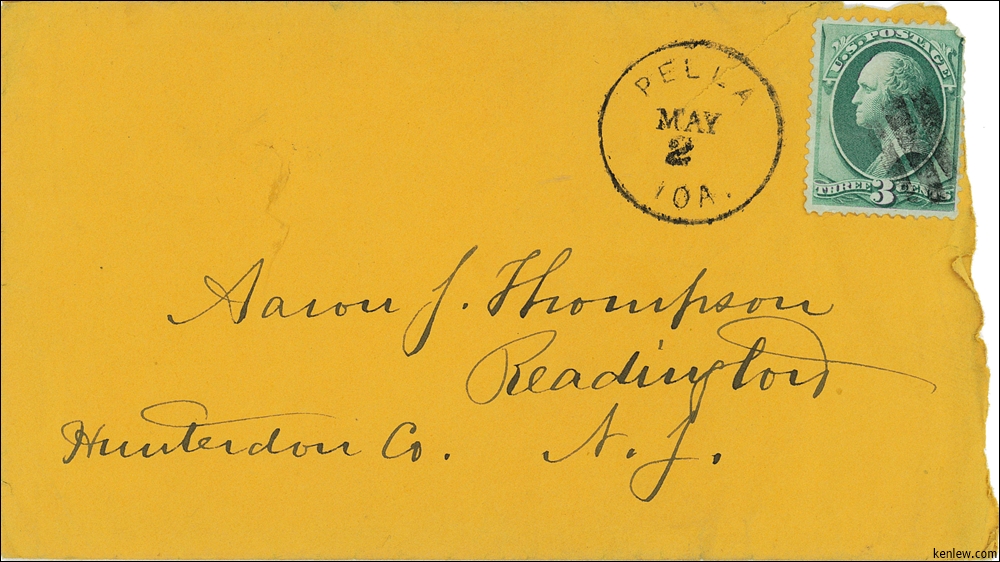 PELLA
MAY
2
IOA.
U.S. POSTAGE
THREE 3 CENTS
Aaron J. Thompson
Readington
Hunterdon Co. N. J.
kenlew.com